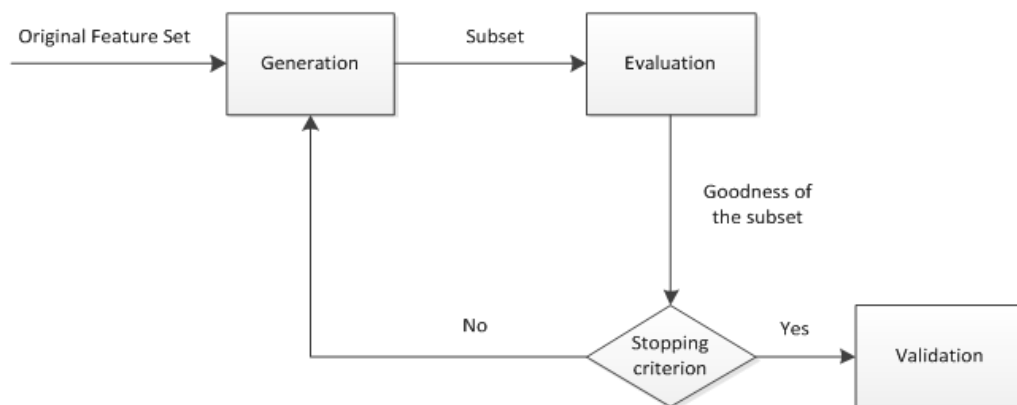 Original Feature Set
Generation
Subset
Evaluation
Goodness of
the subset
No
Stopping
criterion
Yes
Validation